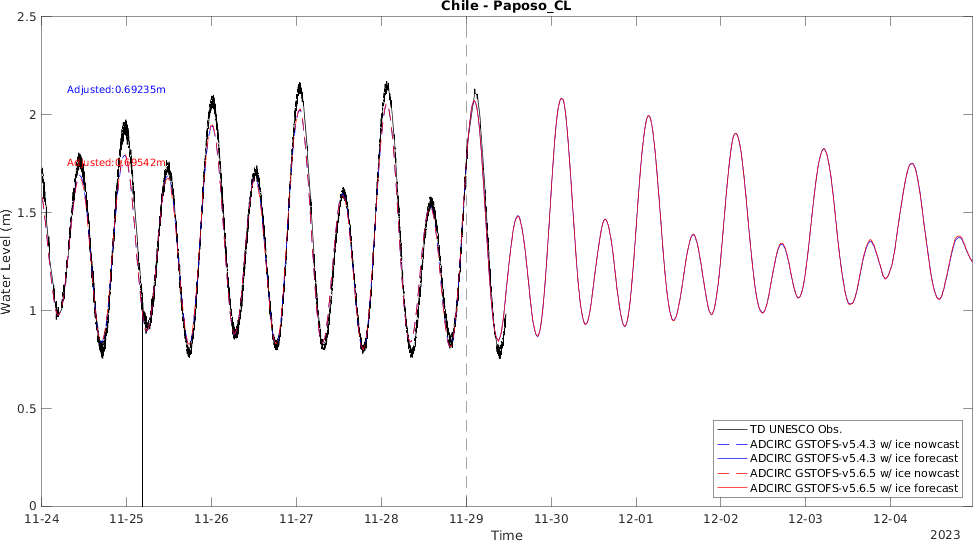 Chile - Paposo_CL
2.5
Adjusted:0.69235m
2
Adjusted:0.69542m
1.5
Water Level (m)
1
0.5
TD UNESCO Obs.
ADCIRC GSTOFS-v5.4.3 w/ ice nowcast
ADCIRC GSTOFS-v5.4.3 w/ ice forecast
ADCIRC GSTOFS-v5.6.5 w/ ice nowcast
ADCIRC GSTOFS-v5.6.5 w/ ice forecast
0
11-24 11-25 11-26 11-27 11-28 11-29 11-30 12-01 12-02 12-03 12-04
Time
2023